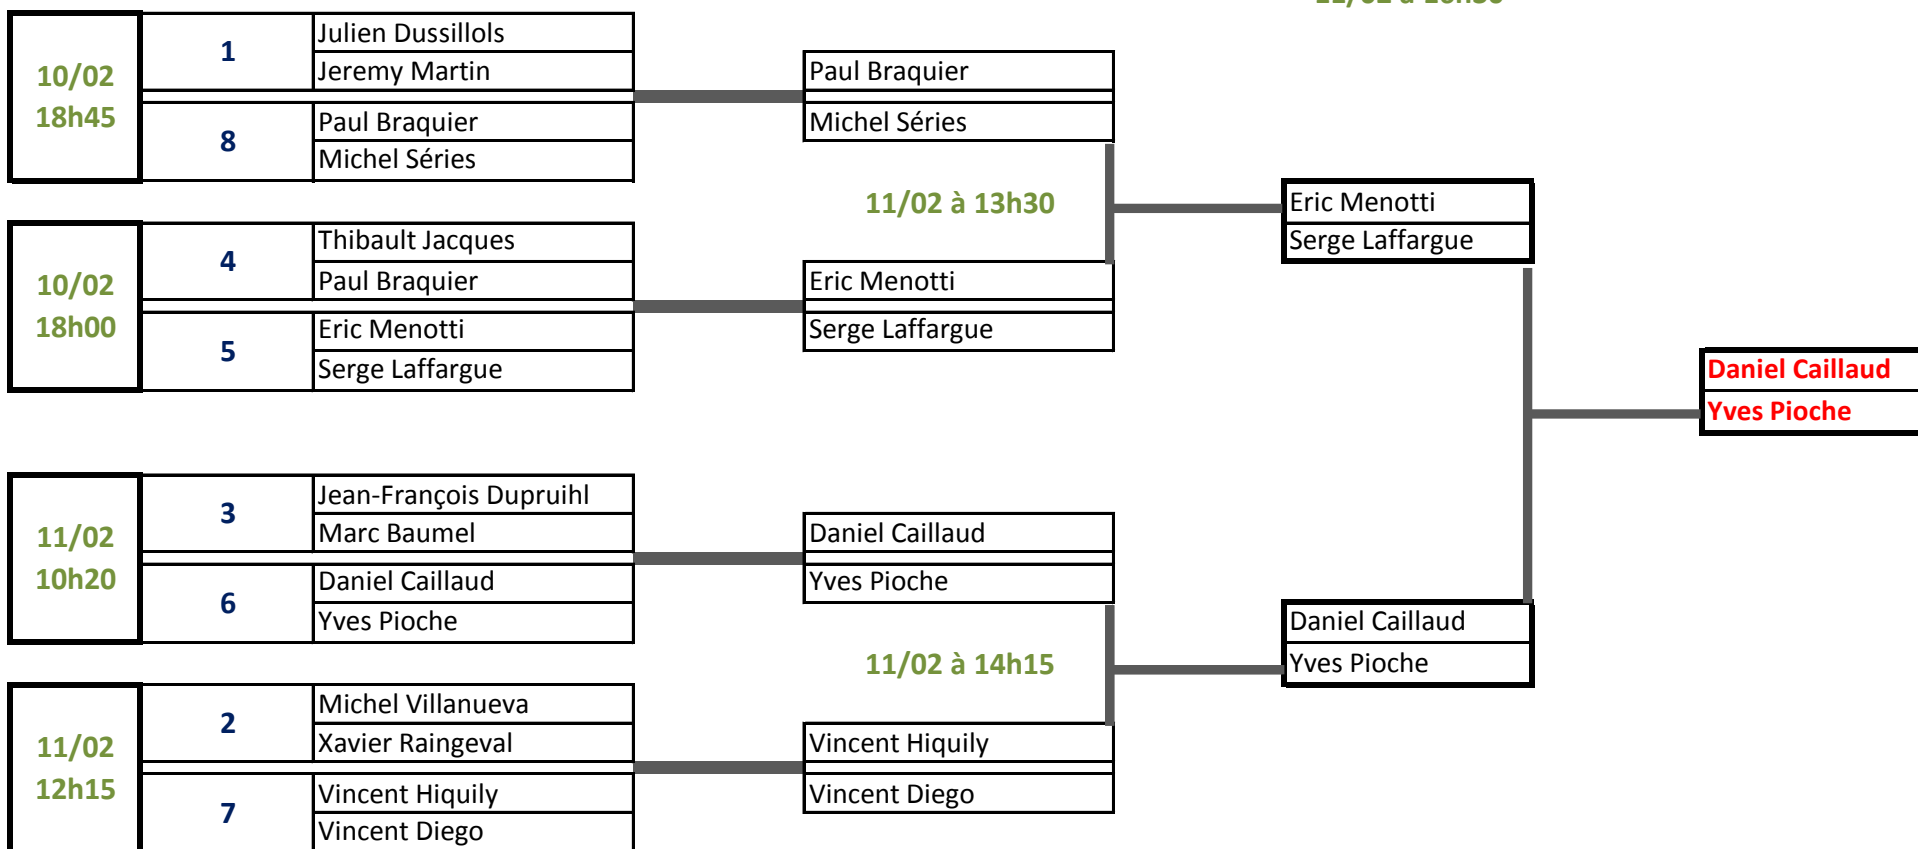 10/02
18h45
1
Julien Dussillols
Jeremy Martin
8
Paul Braquier
Michel Séries
Paul Braquier
Michel Séries
10/02
18h00
4
Thibault Jacques
Paul Braquier
5
Eric Menotti
Serge Laffargue
11/02 à 13h30
Eric Menotti
Serge Laffargue
Eric Menotti
Serge Laffargue
Daniel Caillaud
Yves Pioche
11/02
10h20
3
Jean-François Dupruihl
Marc Baumel
6
Daniel Caillaud
Yves Pioche
Daniel Caillaud
Yves Pioche
11/02 à 14h15
Daniel Caillaud
Yves Pioche
11/02
12h15
2
Michel Villanueva
Xavier Raingeval
7
Vincent Hiquily
Vincent Diego
Vincent Hiquily
Vincent Diego